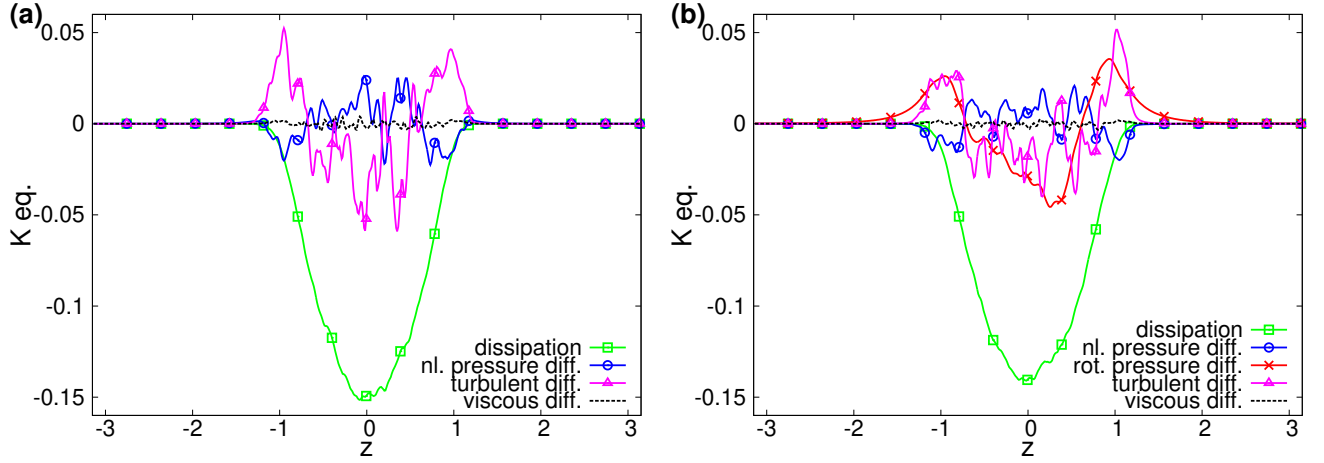 (a)
0.05
0
-0.05
-0.1
-0.15
K eq.
-3 -2 -1 0 1 2 3
z
dissipation
nl. pressure diff.
turbulent diff.
viscous diff.
(b)
0.05
0
-0.05
-0.1
-0.15
K eq.
-3 -2 -1 0 1 2 3
z
dissipation
nl. pressure diff.
rot. pressure diff.
turbulent diff.
viscous diff.